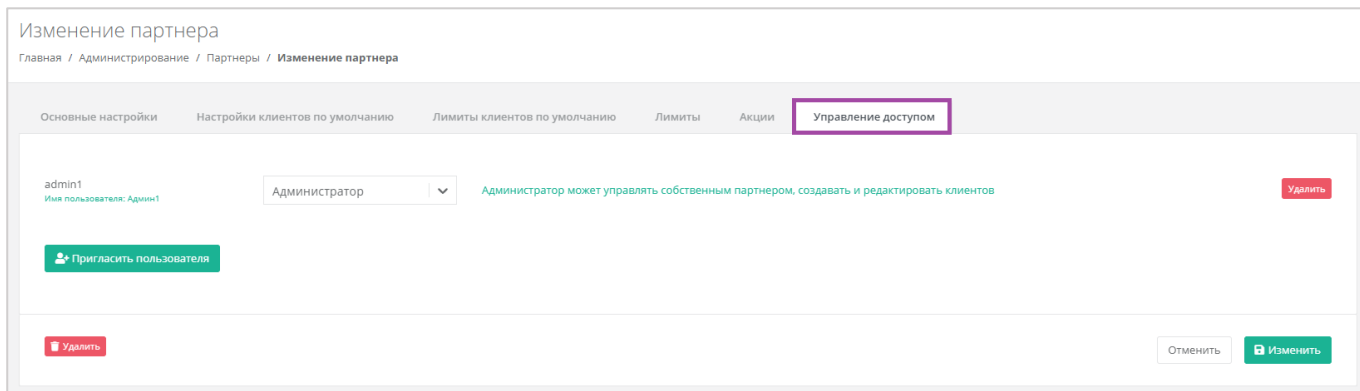 Изменение партнера
Главная / Администрирование / Партнеры / Изменение партнера
Основные настройки Настройки клиентов по умолчанию Лимиты клиентов по умолчанию Лимиты Акции Управление доступом
admin1 Администратор Администратор может управлять собственным партнером, создавать и редактировать клиентов Удалить
Имя пользователя: Админ1
Пригласить пользователя
Удалить Отменить Изменить